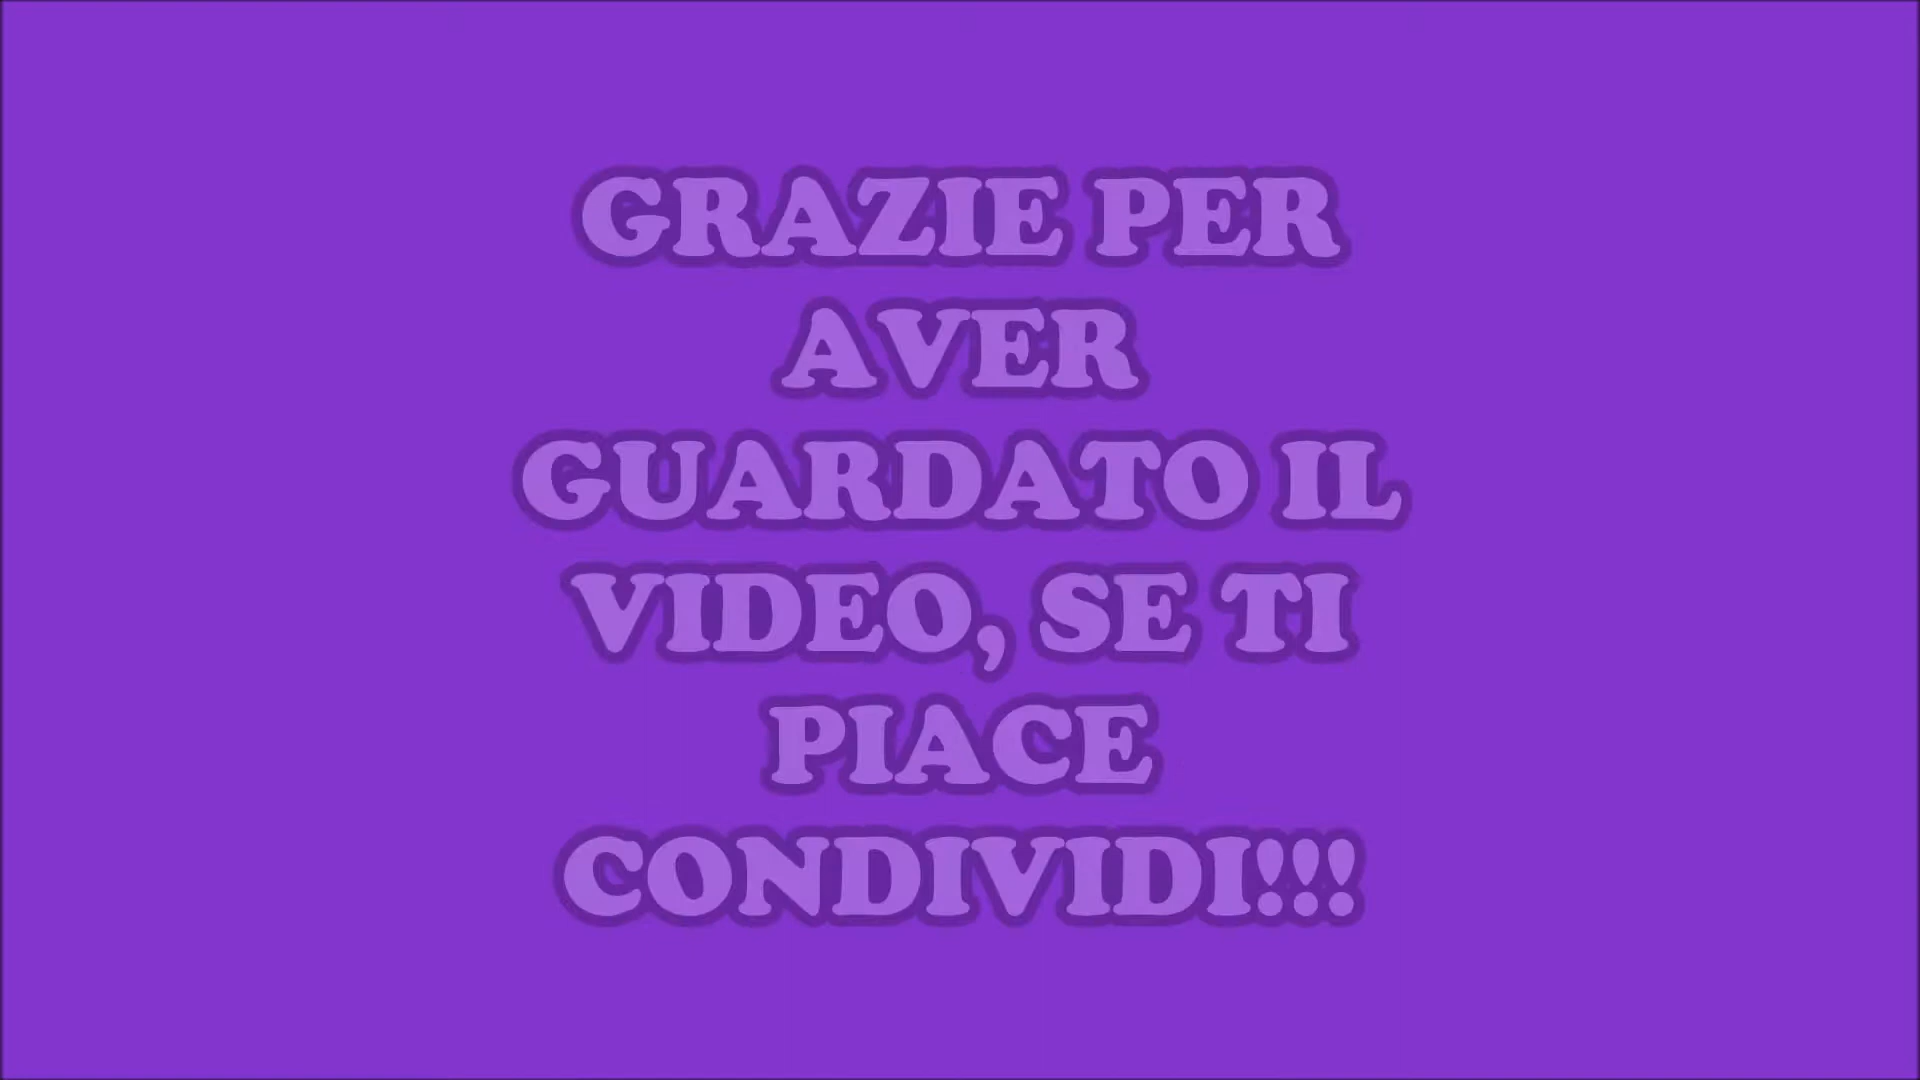 GRAZIE PER
AVER
GUARDATO IL
VIDEO, SE TI
PIACE
CONDIVIDI!!!